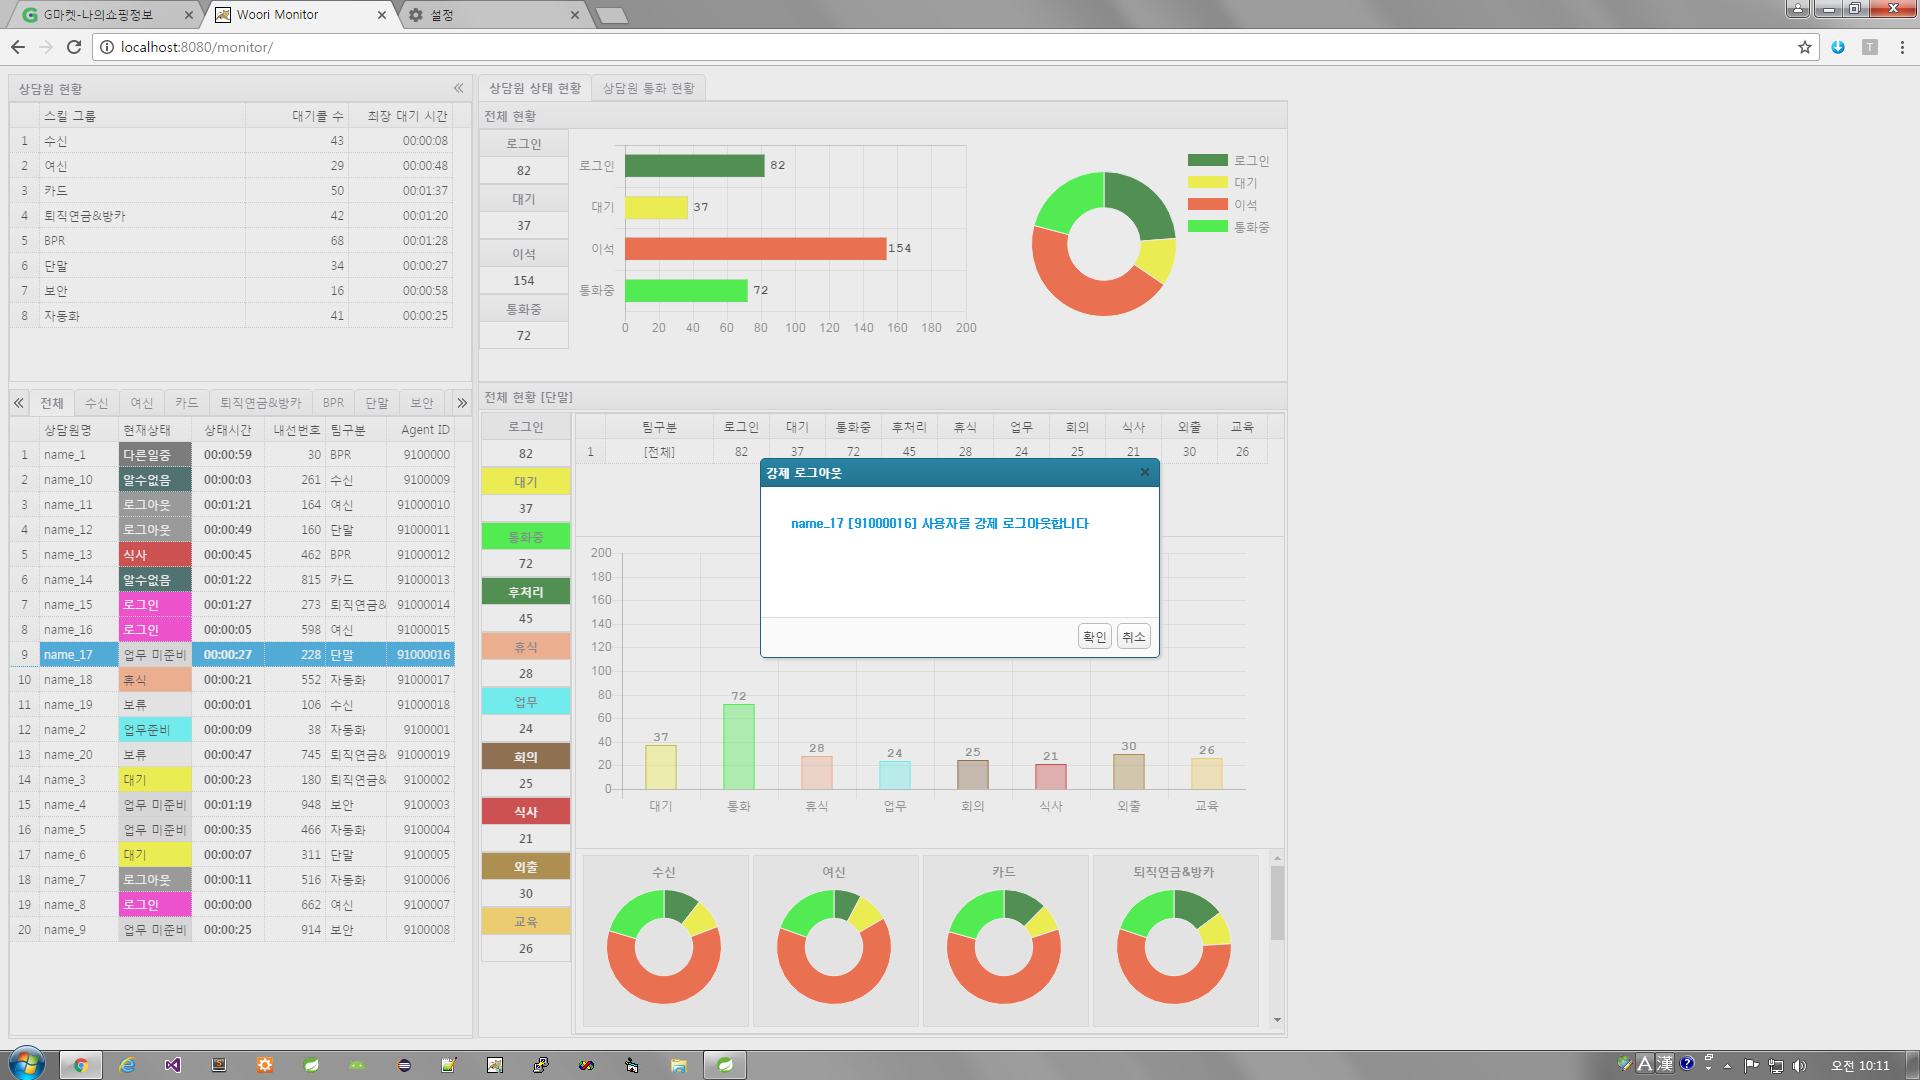 G마켓-나의쇼핑정보
Woori Monitor
설정
localhost:8080/monitor/
상담원 현황
스킬 그룹 대기콜 수 최장 대기 시간
1 수신 43 00:00:08
2 여신 29 00:00:48
3 카드 50 00:01:37
4 퇴직연금&방카 42 00:01:20
5 BPR 68 00:01:28
6 단말 34 00:00:27
7 보안 16 00:00:58
8 자동화 41 00:00:25
전체 수신 여신 카드 퇴직연금&방카 BPR 단말 보안
상담원명 현재상태 상태시간 내선번호 팀구분 Agent ID
1 name_1 다른일중 00:00:59 30 BPR 9100000
2 name_10 알수없음 00:00:03 261 수신 9100009
3 name_11 로그아웃 00:01:21 164 여신 91000010
4 name_12 로그아웃 00:00:49 160 단말 91000011
5 name_13 식사 00:00:45 462 BPR 91000012
6 name_14 알수없음 00:01:22 815 카드 91000013
7 name_15 로그인 00:01:27 273 퇴직연금& 91000014
8 name_16 로그인 00:00:05 598 여신 91000015
9 name_17 업무 미준비 00:00:27 228 단말 91000016
10 name_18 휴식 00:00:21 552 자동화 91000017
11 name_19 보류 00:00:01 106 수신 91000018
12 name_2 업무준비 00:00:09 38 자동화 9100001
13 name_20 보류 00:00:47 745 퇴직연금& 91000019
14 name_3 대기 00:00:23 180 퇴직연금& 9100002
15 name_4 업무 미준비 00:01:19 948 보안 9100003
16 name_5 업무 미준비 00:00:35 466 자동화 9100004
17 name_6 대기 00:00:07 311 단말 9100005
18 name_7 로그아웃 00:00:11 516 자동화 9100006
19 name_8 로그인 00:00:00 662 여신 9100007
20 name_9 업무 미준비 00:00:25 914 보안 9100008
상담원 상태 현황 상담원 통화 현황
전체 현황
로그인
82
대기
37
이석
154
통화중
72
로그인 82
대기 37
이석 154
통화중 72
0 20 40 60 80 100 120 140 160 180 200
로그인
대기
이석
통화중
전체 현황 [단말]
로그인
82
대기
37
통화중
72
후처리
45
휴식
28
업무
24
회의
25
식사
21
외출
30
교육
26
팀구분 로그인 대기 통화중 후처리 휴식 업무 회의 식사 외출 교육
1 [전체] 82 37 72 45 28 24 25 21 30 26
강제 로그아웃
name_17 [91000016] 사용자를 강제 로그아웃합니다
확인 취소
200
180
160
140
120
100
80
60
40
20
0
37 72 28 24 25 21 30 26
대기 통화 휴식 업무 회의 식사 외출 교육
수신 여신 카드 퇴직연금&방카
A 漢
오전 10:11